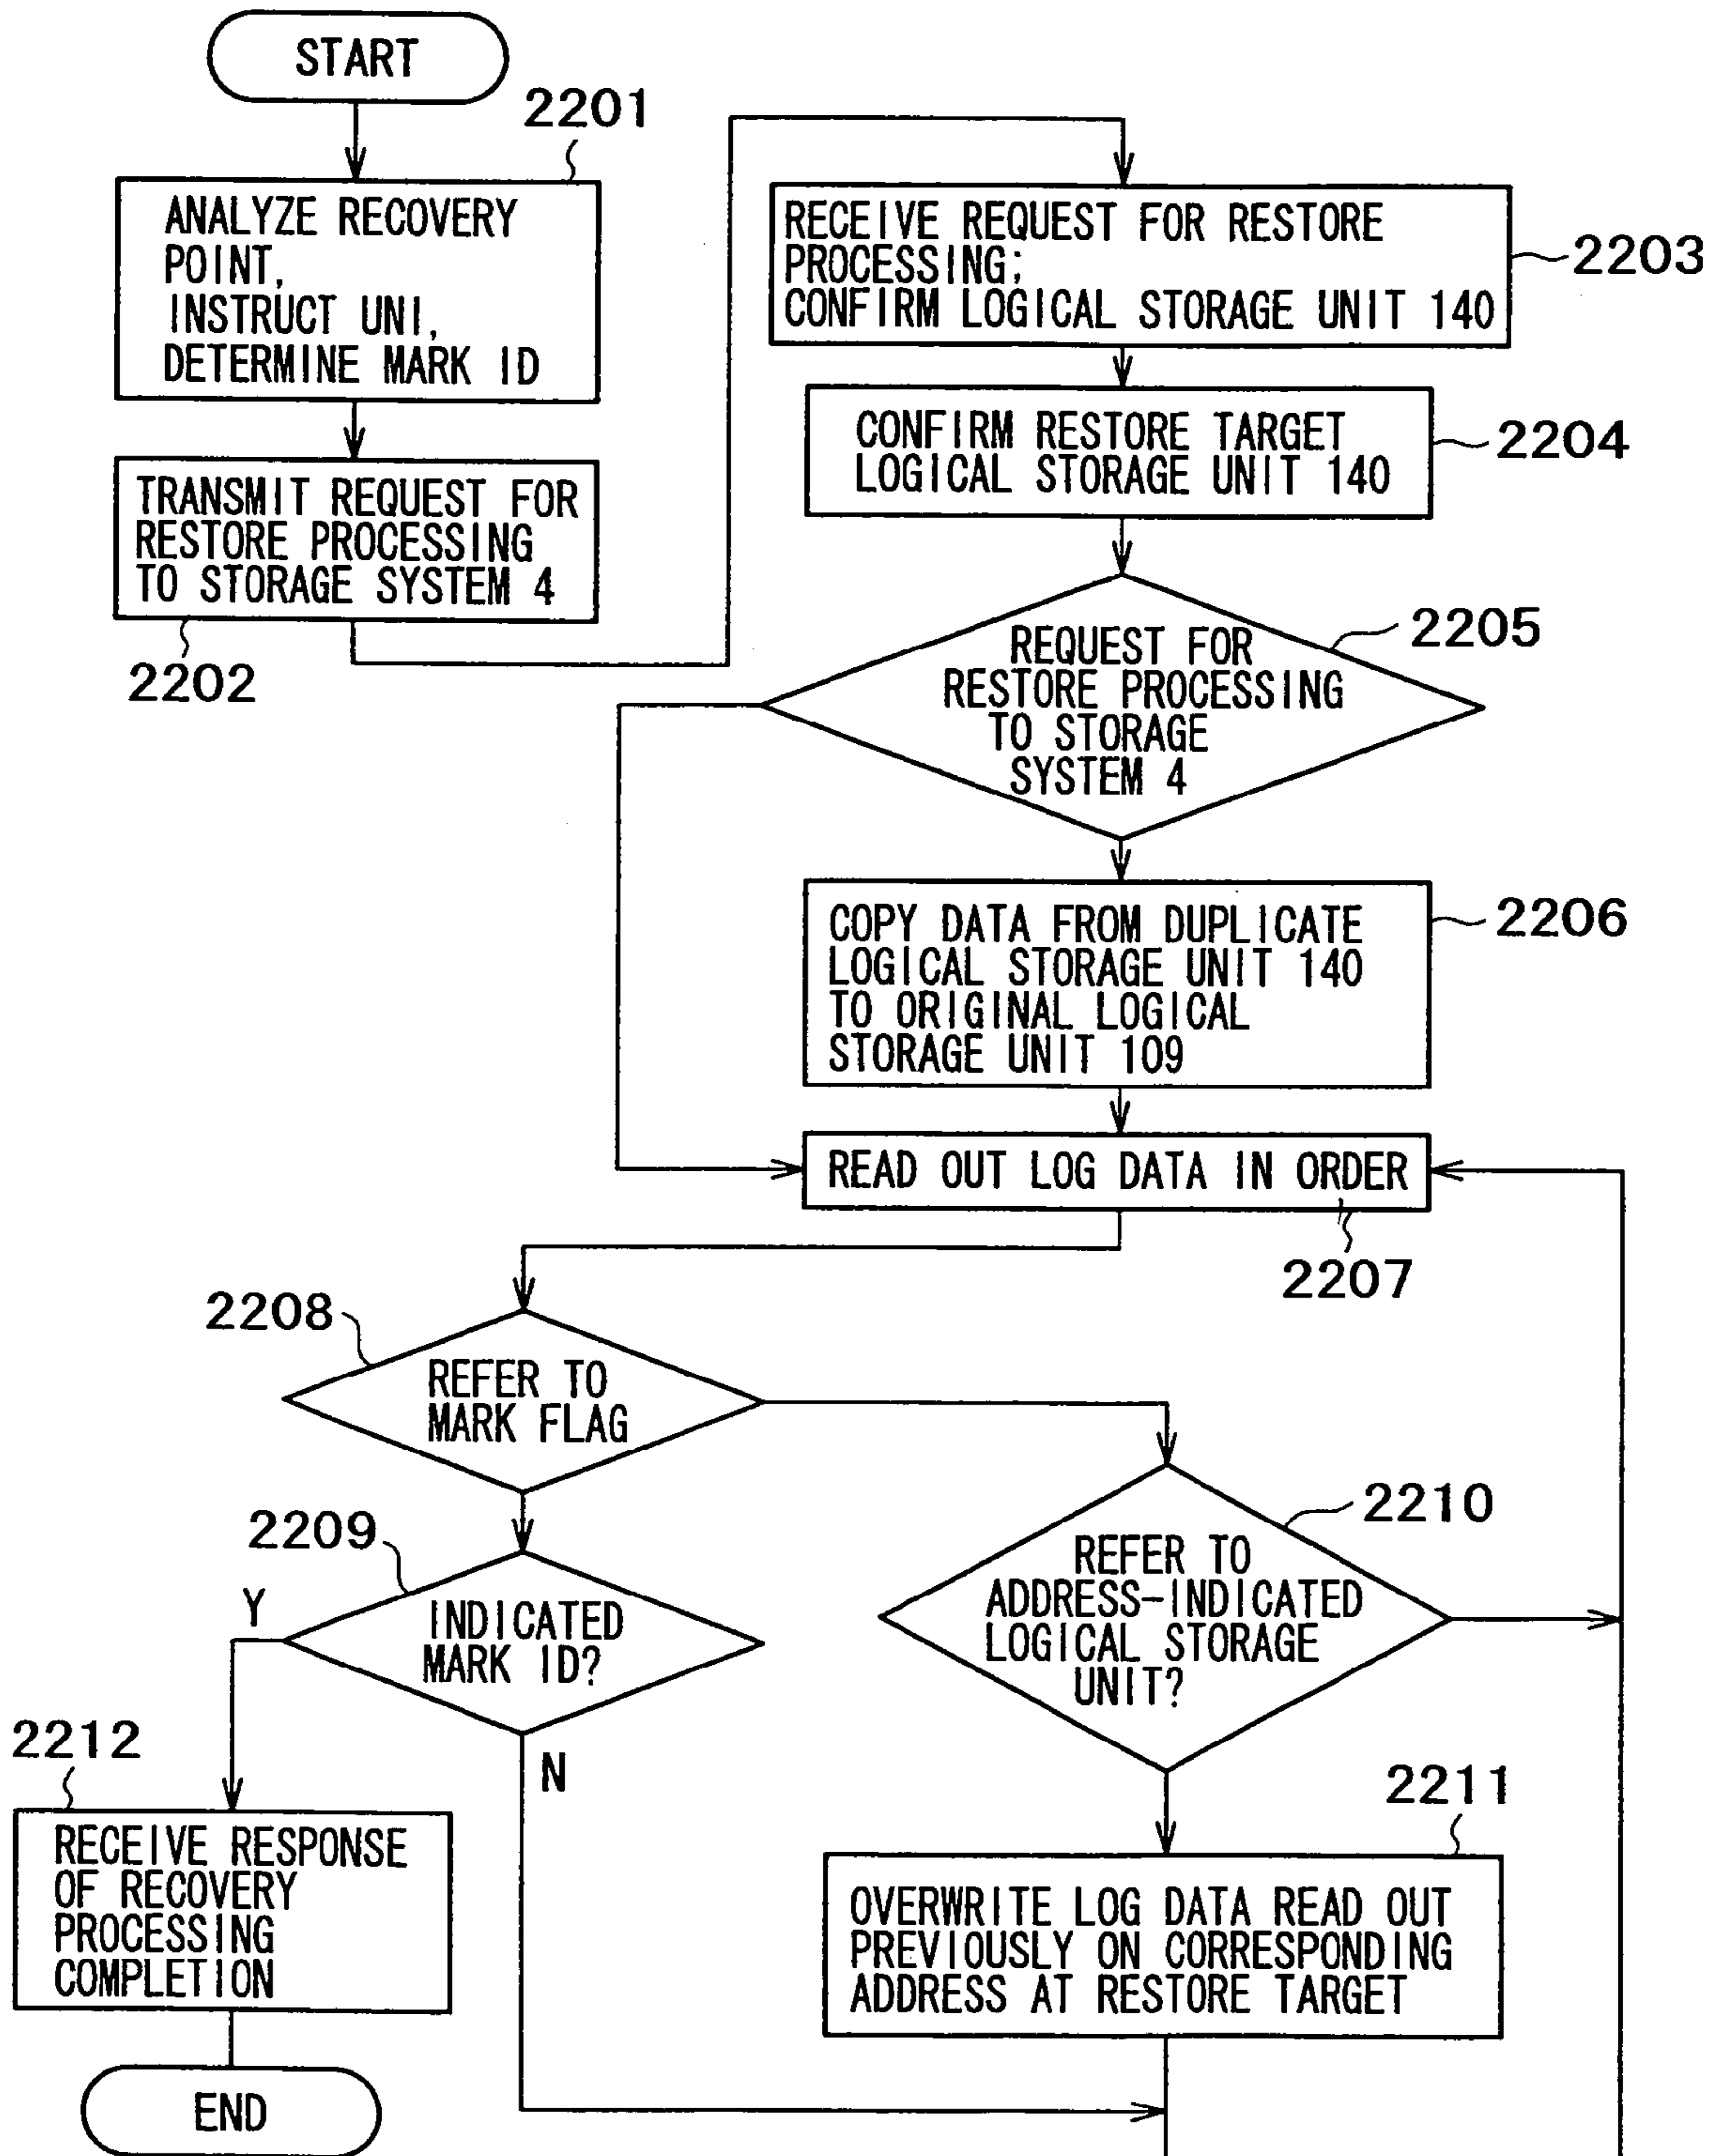 START
2201
ANALYZE RECOVERY
POINT,
INSTRUCT UNI,
DETERMINE MARK ID
TRANSMIT REQUEST FOR
RESTORE PROCESSING
TO STORAGE SYSTEM 4
2202
RECEIVE REQUEST FOR RESTORE
PROCESSING;
CONFIRM LOGICAL STORAGE UNIT 140
2203
CONFIRM RESTORE TARGET
LOGICAL STORAGE UNIT 140
2204
REQUEST FOR
RESTORE PROCESSING
TO STORAGE
SYSTEM 4
2205
COPY DATA FROM DUPLICATE
LOGICAL STORAGE UNIT 140
TO ORIGINAL LOGICAL
STORAGE UNIT 109
2206
READ OUT LOG DATA IN ORDER
2207
2208
REFER TO
MARK FLAG
2209
Y
INDICATED
MARK ID?
N
2210
REFER TO
ADDRESS-INDICATED
LOGICAL STORAGE
UNIT?
2211
OVERWRITE LOG DATA READ OUT
PREVIOUSLY ON CORRESPONDING
ADDRESS AT RESTORE TARGET
2212
RECEIVE RESPONSE
OF RECOVERY
PROCESSING
COMPLETION
END